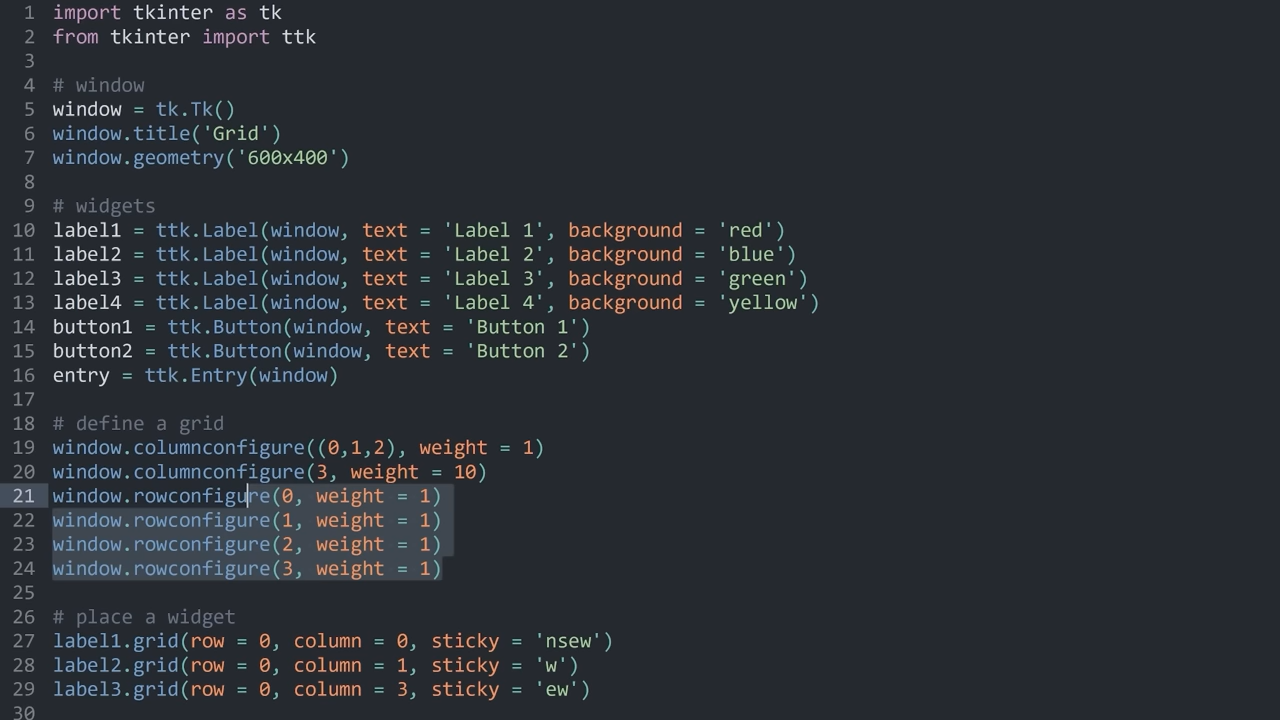 1 import tkinter as tk
2 from tkinter import ttk
3
4 # window
5 window = tk.Tk()
6 window.title('Grid')
7 window.geometry('600x400')
8
9 # widgets
10 label1 = ttk.Label(window, text = 'Label 1', background = 'red')
11 label2 = ttk.Label(window, text = 'Label 2', background = 'blue')
12 label3 = ttk.Label(window, text = 'Label 3', background = 'green')
13 label4 = ttk.Label(window, text = 'Label 4', background = 'yellow')
14 button1 = ttk.Button(window, text = 'Button 1')
15 button2 = ttk.Button(window, text = 'Button 2')
16 entry = ttk.Entry(window)
17
18 # define a grid
19 window.columnconfigure((0,1,2), weight = 1)
20 window.columnconfigure(3, weight = 10)
21 window.rowconfigure(0, weight = 1)
22 window.rowconfigure(1, weight = 1)
23 window.rowconfigure(2, weight = 1)
24 window.rowconfigure(3, weight = 1)
25
26 # place a widget
27 label1.grid(row = 0, column = 0, sticky = 'nsew')
28 label2.grid(row = 0, column = 1, sticky = 'w')
29 label3.grid(row = 0, column = 3, sticky = 'ew')
30